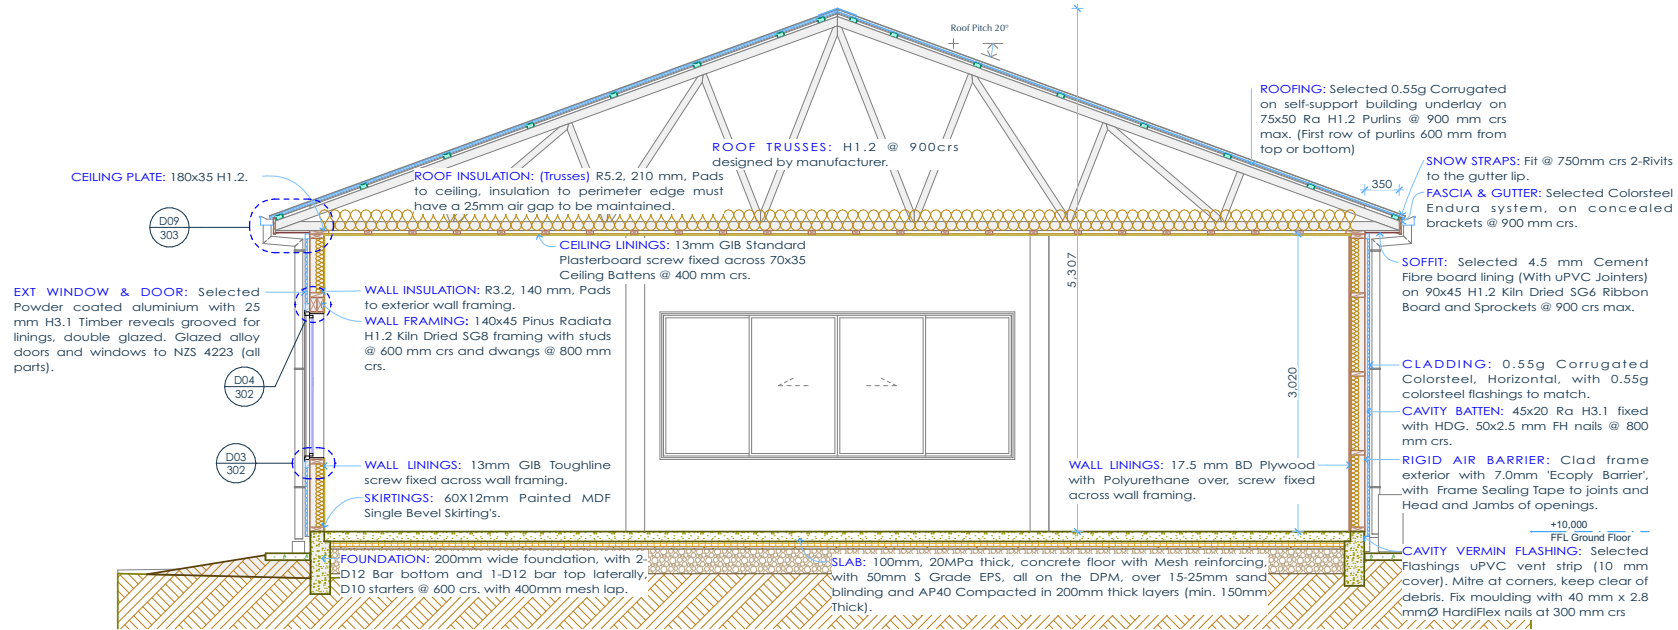 Roof Pitch 20°
ROOFING: Selected 0.55g Corrugated
on self-support building underlay on
75x50 Ra H1.2 Purlins @ 900 mm crs
max. (First row of purlins 600 mm from
top or bottom)
ROOF TRUSSES: H1.2 @ 900crs
designed by manufacturer.
SNOW STRAPS: Fit @ 750mm crs 2-Rivits
to the gutter lip.
350
FASCIA & GUTTER: Selected Colorsteel
Endura system, on concealed
brackets @ 900 mm crs.
CEILING PLATE: 180x35 H1.2.
ROOF INSULATION: (Trusses) R5.2, 210 mm, Pads
to ceiling, insulation to perimeter edge must
have a 25mm air gap to be maintained.
D09
303
CEILING LININGS: 13mm GIB Standard
Plasterboard screw fixed across 70x35
Ceiling Battens @ 400 mm crs.
5,307
SOFFIT: Selected 4.5 mm Cement
Fibre board lining (With uPVC Jointers)
on 90x45 H1.2 Kiln Dried SG6 Ribbon
Board and Sprockets @ 900 crs max.
EXT WINDOW & DOOR: Selected
Powder coated aluminium with 25
mm H3.1 Timber reveals grooved for
linings, double glazed. Glazed alloy
doors and windows to NZS 4223 (all
parts).
WALL INSULATION: R3.2, 140 mm, Pads
to exterior wall framing.
WALL FRAMING: 140x45 Pinus Radiata
H1.2 Kiln Dried SG8 framing with studs
@ 600 mm crs and dwangs @ 800 mm
crs.
D04
302
3,020
CLADDING: 0.55g Corrugated
Colorsteel, Horizontal, with 0.55g
colorsteel flashings to match.
CAVITY BATTEN: 45x20 Ra H3.1 fixed
with HDG. 50x2.5 mm FH nails @ 800
mm crs.
D03
302
WALL LININGS: 13mm GIB Toughline
screw fixed across wall framing.
SKIRTINGS: 60X12mm Painted MDF
Single Bevel Skirting's.
WALL LININGS: 17.5 mm BD Plywood
with Polyurethane over, screw fixed
across wall framing.
RIGID AIR BARRIER: Clad frame
exterior with 7.0mm 'Ecoply Barrier',
with Frame Sealing Tape to joints and
Head and Jambs of openings.
+10,000
FFL Ground Floor
FOUNDATION: 200mm wide foundation, with 2-
D12 Bar bottom and 1-D12 bar top laterally,
D10 starters @ 600 crs. with 400mm mesh lap.
SLAB: 100mm, 20MPa thick, concrete floor with Mesh reinforcing,
with 50mm S Grade EPS, all on the DPM, over 15-25mm sand
blinding and AP40 Compacted in 200mm thick layers (min. 150mm
Thick).
CAVITY VERMIN FLASHING: Selected
Flashings uPVC vent strip (10 mm
cover). Mitre at corners, keep clear of
debris. Fix moulding with 40 mm x 2.8
mmØ HardiFlex nails at 300 mm crs